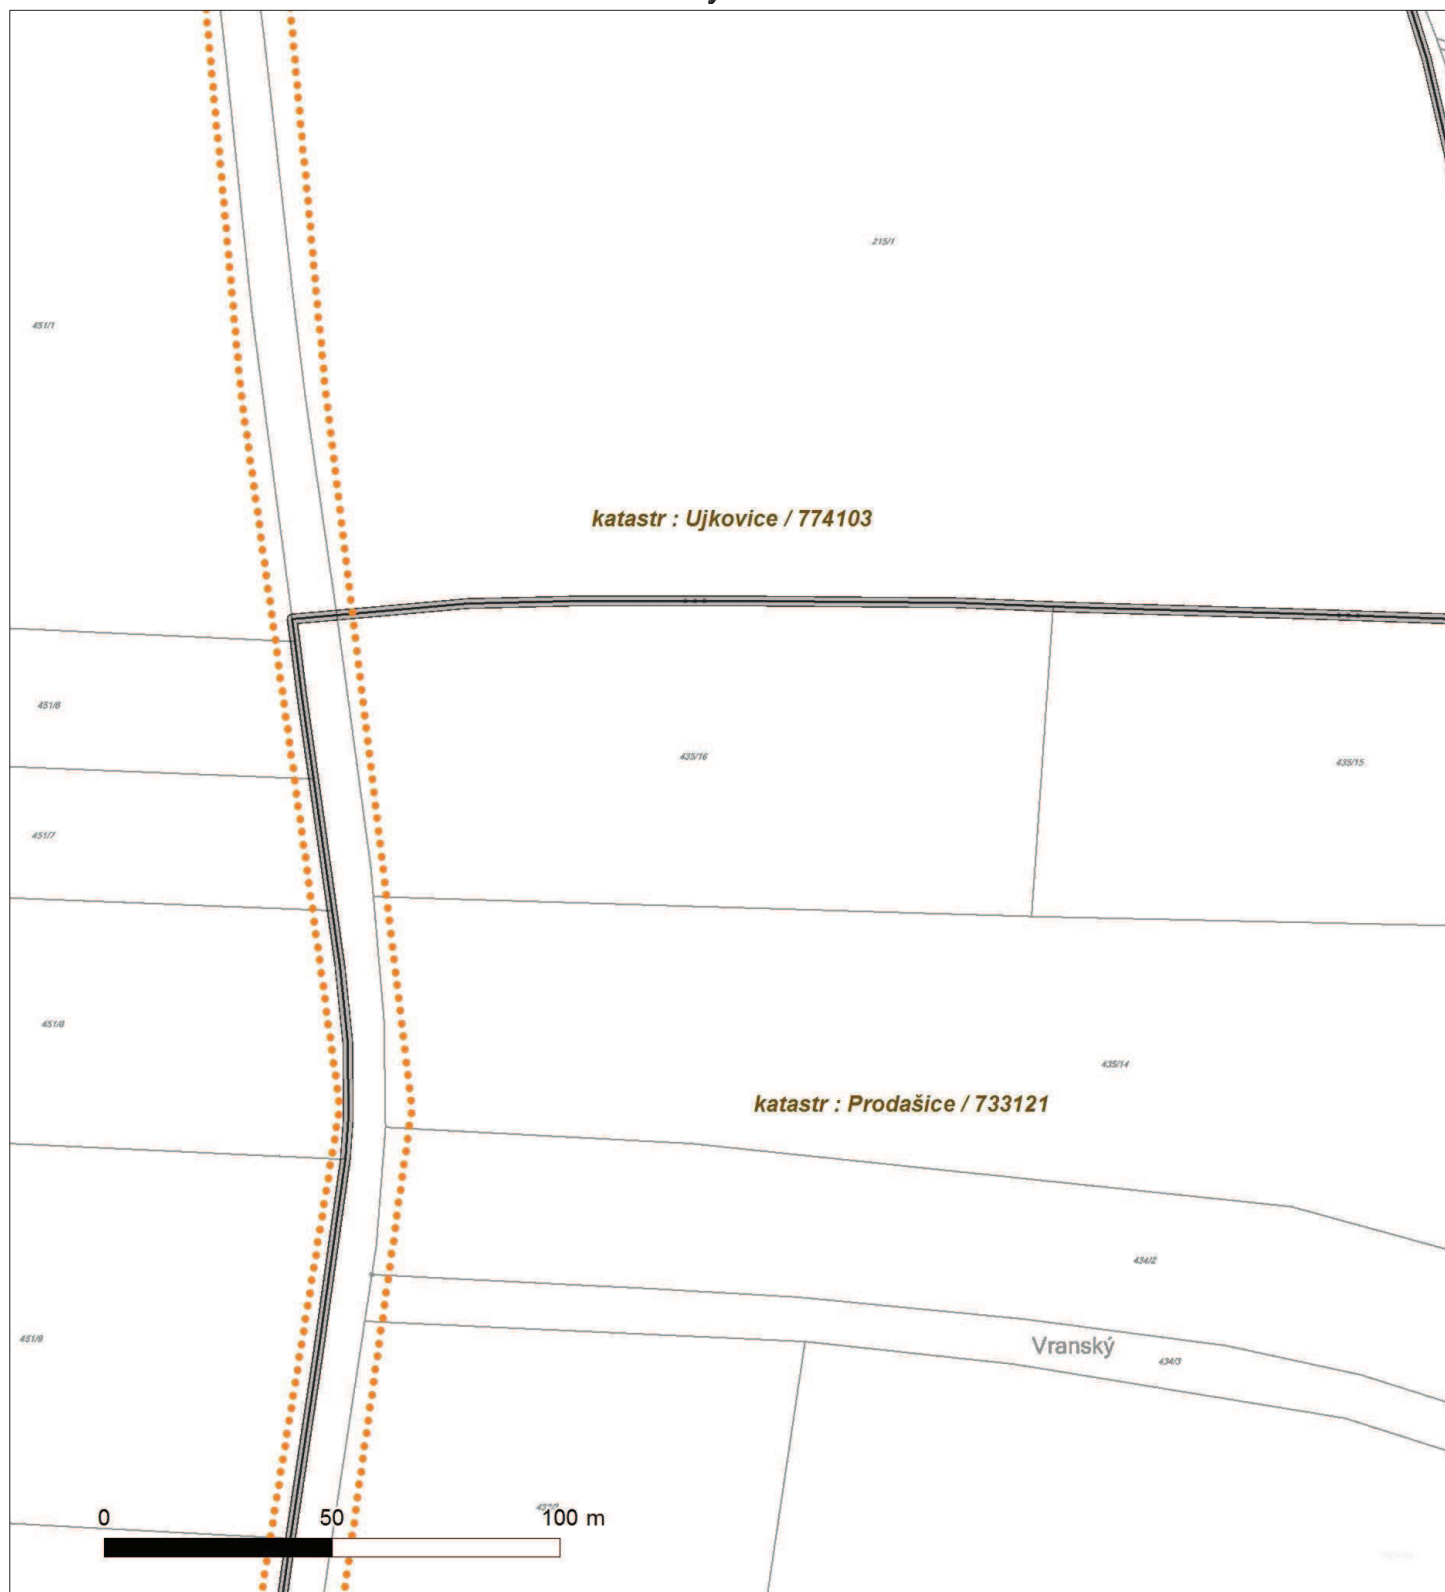 215/1
451/1
katastr : Ujkovice / 774103
451/6
435/16
435/15
451/7
451/8
435/14
katastr : Prodašice / 733121
434/2
451/9
Vranský
434/3
0 50 100 m